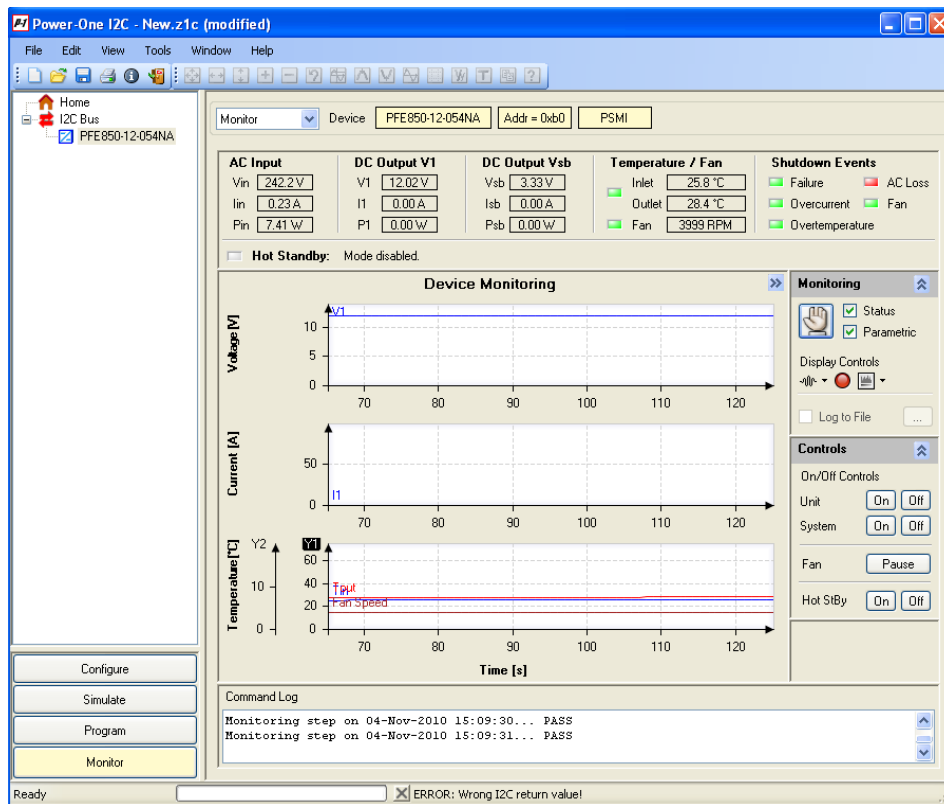 Power-One I2C - New.z1c (modified)
File Edit View Tools Window Help
Home
I2C Bus
PFE850-12-054NA
Monitor Device PFE850-12-054NA Addr = 0xb0 PSMI
AC Input DC Output V1 DC Output Vsb Temperature / Fan Shutdown Events
Vin 242.2 V V1 12.02 V Vsb 3.33 V Inlet 25.8 °C Failure AC Loss
Iin 0.23 A I1 0.00 A Isb 0.00 A Outlet 28.4 °C Overcurrent Fan
Pin 7.41 W P1 0.00 W Psb 0.00 W Fan 3999 RPM Overtemperature
Hot Standby: Mode disabled.
Device Monitoring
Voltage [V]
V1
10
5
0
70 80 90 100 110 120
Current [A]
50
0
I1
70 80 90 100 110 120
Temperature [°C]
Y2 Y1
10
0
60
40
20
0
Fan Speed
70 80 90 100 110 120
Time [s]
Monitoring
Status
Parametric
Display Controls
Log to File ...
Controls
On/Off Controls
Unit On Off
System On Off
Fan Pause
Hot StBy On Off
Configure
Simulate
Program
Monitor
Command Log
Monitoring step on 04-Nov-2010 15:09:30... PASS
Monitoring step on 04-Nov-2010 15:09:31... PASS
Ready ERROR: Wrong I2C return value!